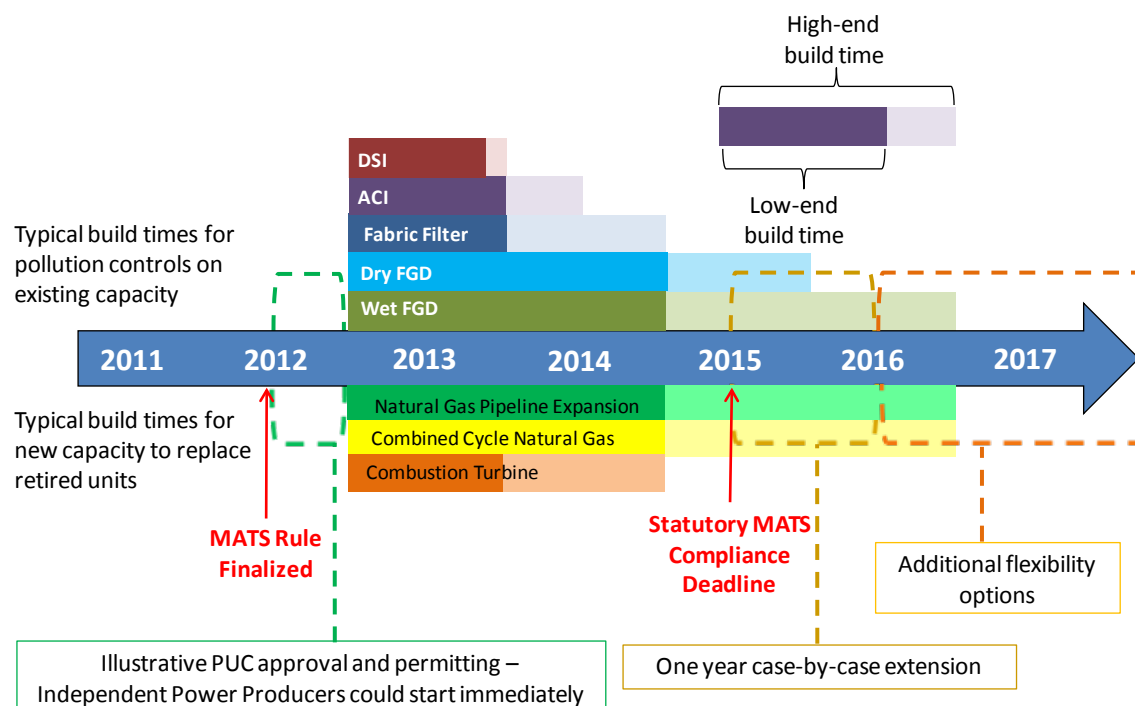 High-end
build time
DSI
ACI
Fabric Filter
Low-end
build time
Typical build times for
pollution controls on
existing capacity
Dry FGD
Wet FGD
2011 2012 2013 2014 2015 2016 2017
Typical build times for
new capacity to replace
retired units
Natural Gas Pipeline Expansion
Combined Cycle Natural Gas
Combustion Turbine
MATS Rule
Finalized
Statutory MATS
Compliance
Deadline
Additional flexibility
options
Illustrative PUC approval and permitting –
Independent Power Producers could start immediately
One year case-by-case extension